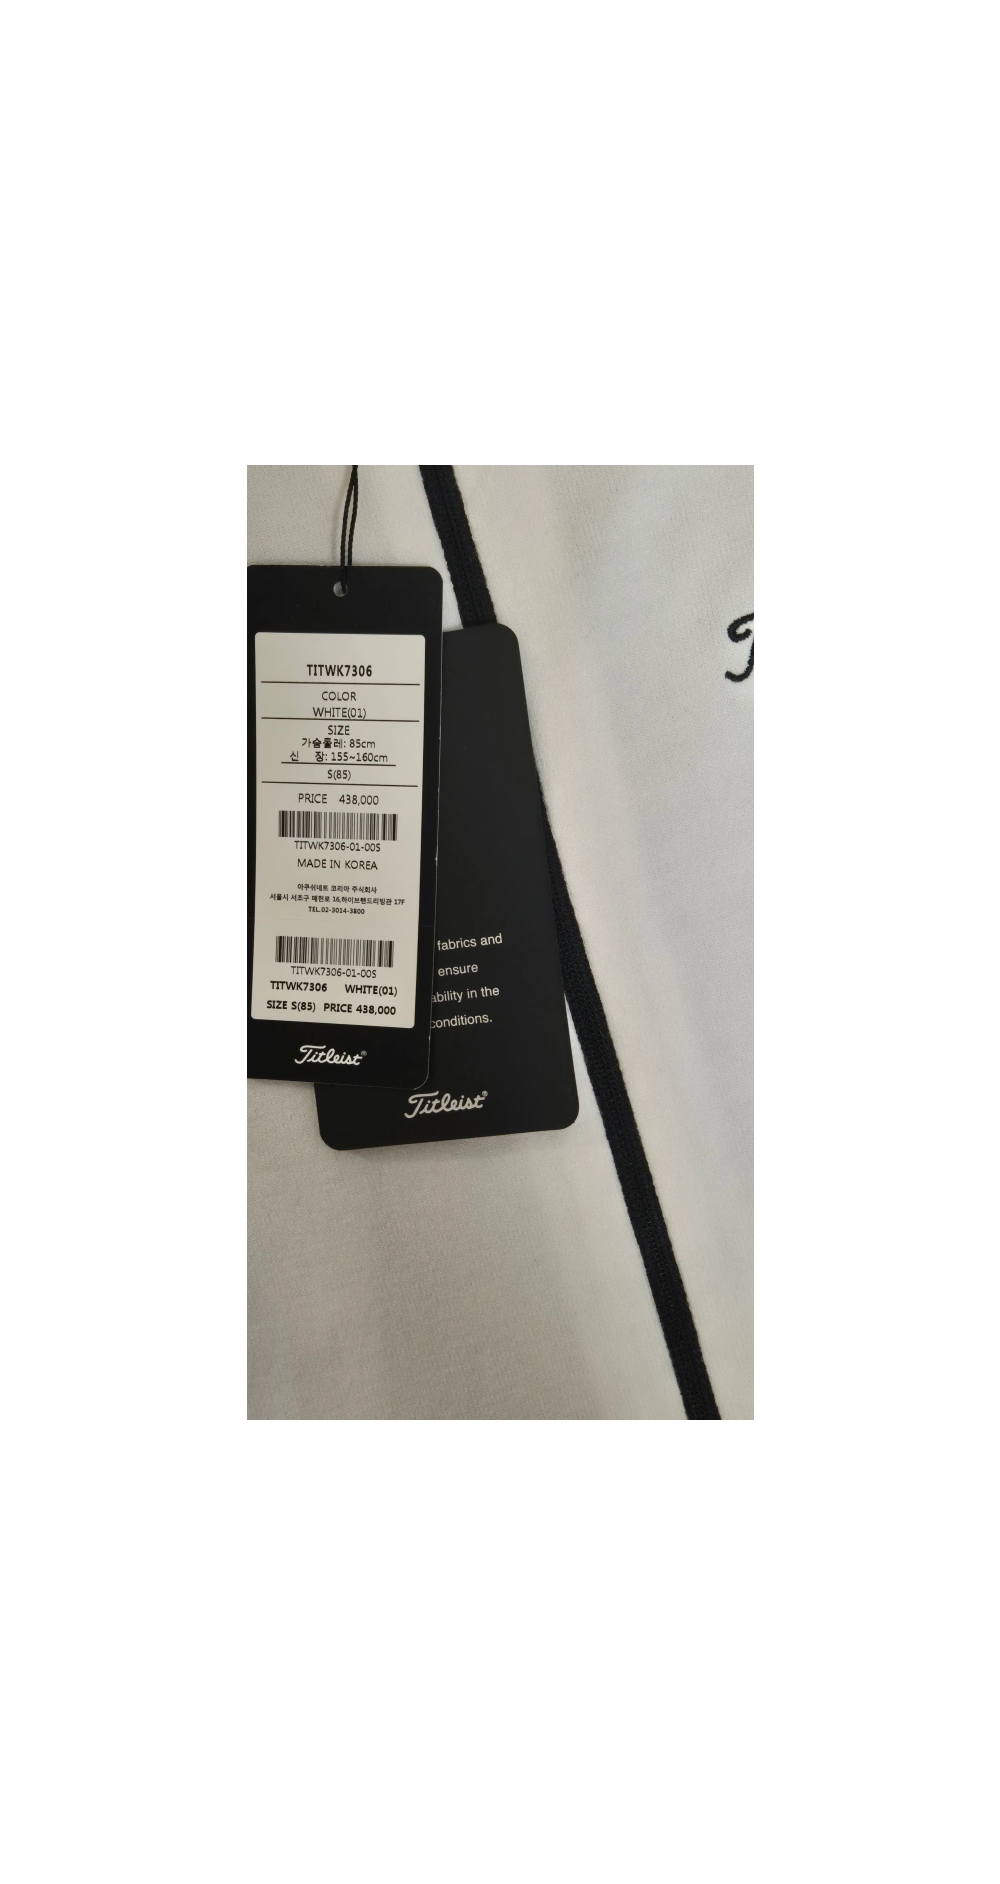 TITWK7306
COLOR
WHITE(01)
SIZE
가슴둘레: 85cm
신 장: 155~160cm
S(85)
PRICE 438,000
TITWK7306-01-00S
MADE IN KOREA
아쿠쉬네트 코리아 주식회사
서울시 서초구 매헌로 16,하이브랜드리빙관 17F
TEL.02-3014-3800
TITWK7306-01-00S
TITWK7306 WHITE(01)
SIZE S(85) PRICE 438,000
Titleist®
fabrics and
ensure
ability in the
conditions.
Titleist®